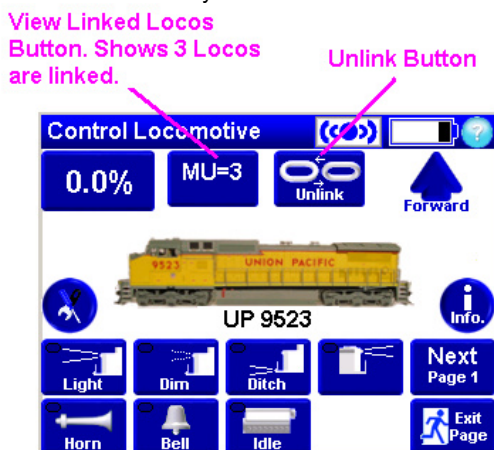 View Linked Locos
Button. Shows 3 Locos
are linked.
Unlink Button
Control Locomotive
?
0.0%
MU=3
Unlink
Forward
9523
UNION PACIFIC
UP 9523
i
Info.
Light
Dim
Ditch
Next
Page 1
Horn
Bell
Idle
Exit
Page